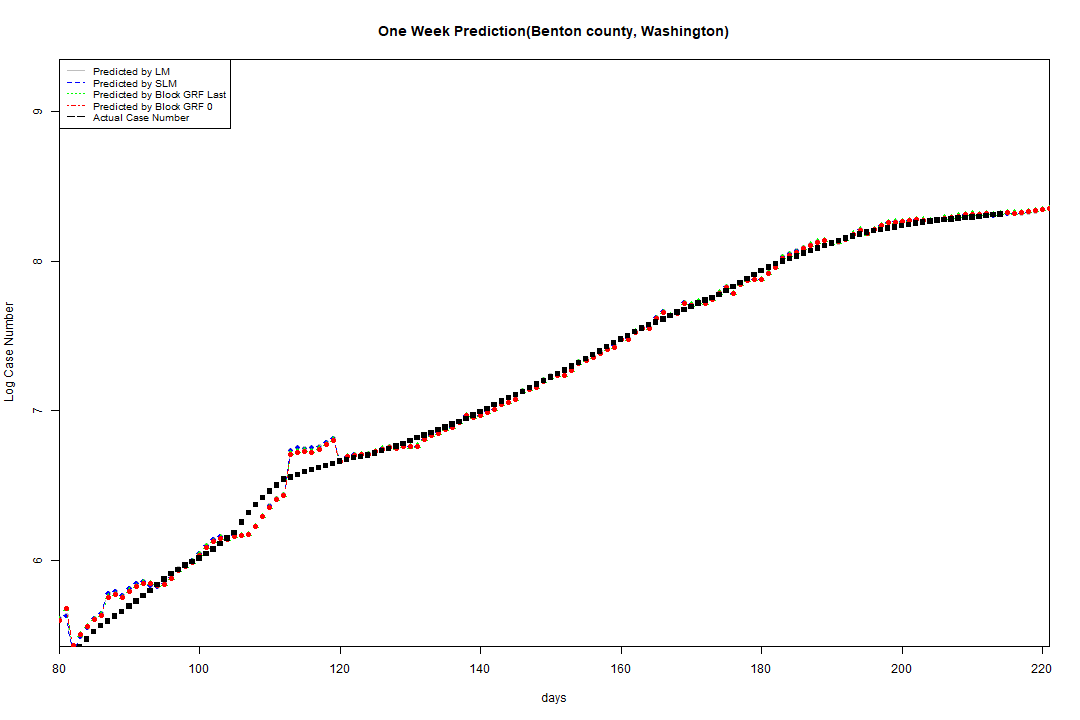 One Week Prediction(Benton county, Washington)
Predicted by LM
Predicted by SLM
Predicted by Block GRF Last
Predicted by Block GRF 0
Actual Case Number
9
8
7
6
Log Case Number
80 100 120 140 160 180 200 220
days